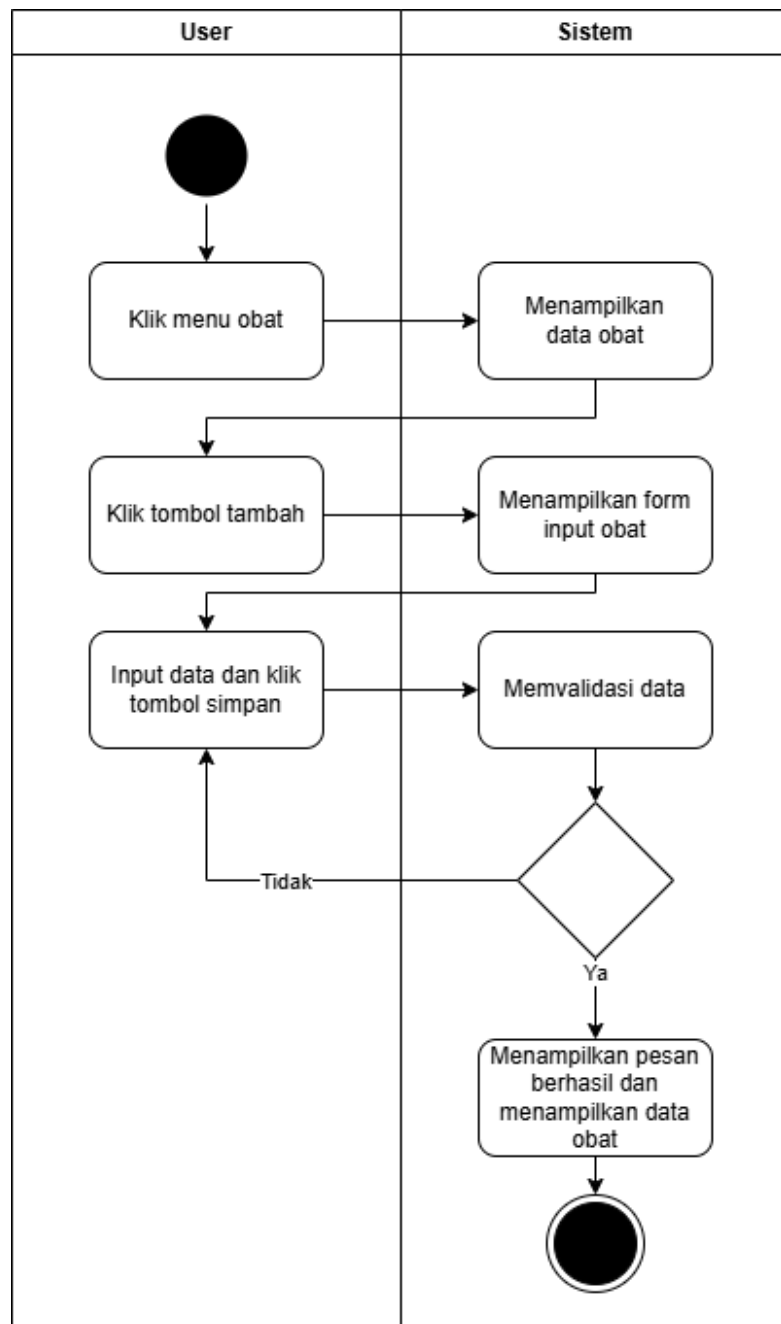 User
Sistem
Klik menu obat
Menampilkan
data obat
Klik tombol tambah
Menampilkan form
input obat
Input data dan klik
tombol simpan
Memvalidasi data
Tidak
Ya
Menampilkan pesan
berhasil dan
menampilkan data
obat